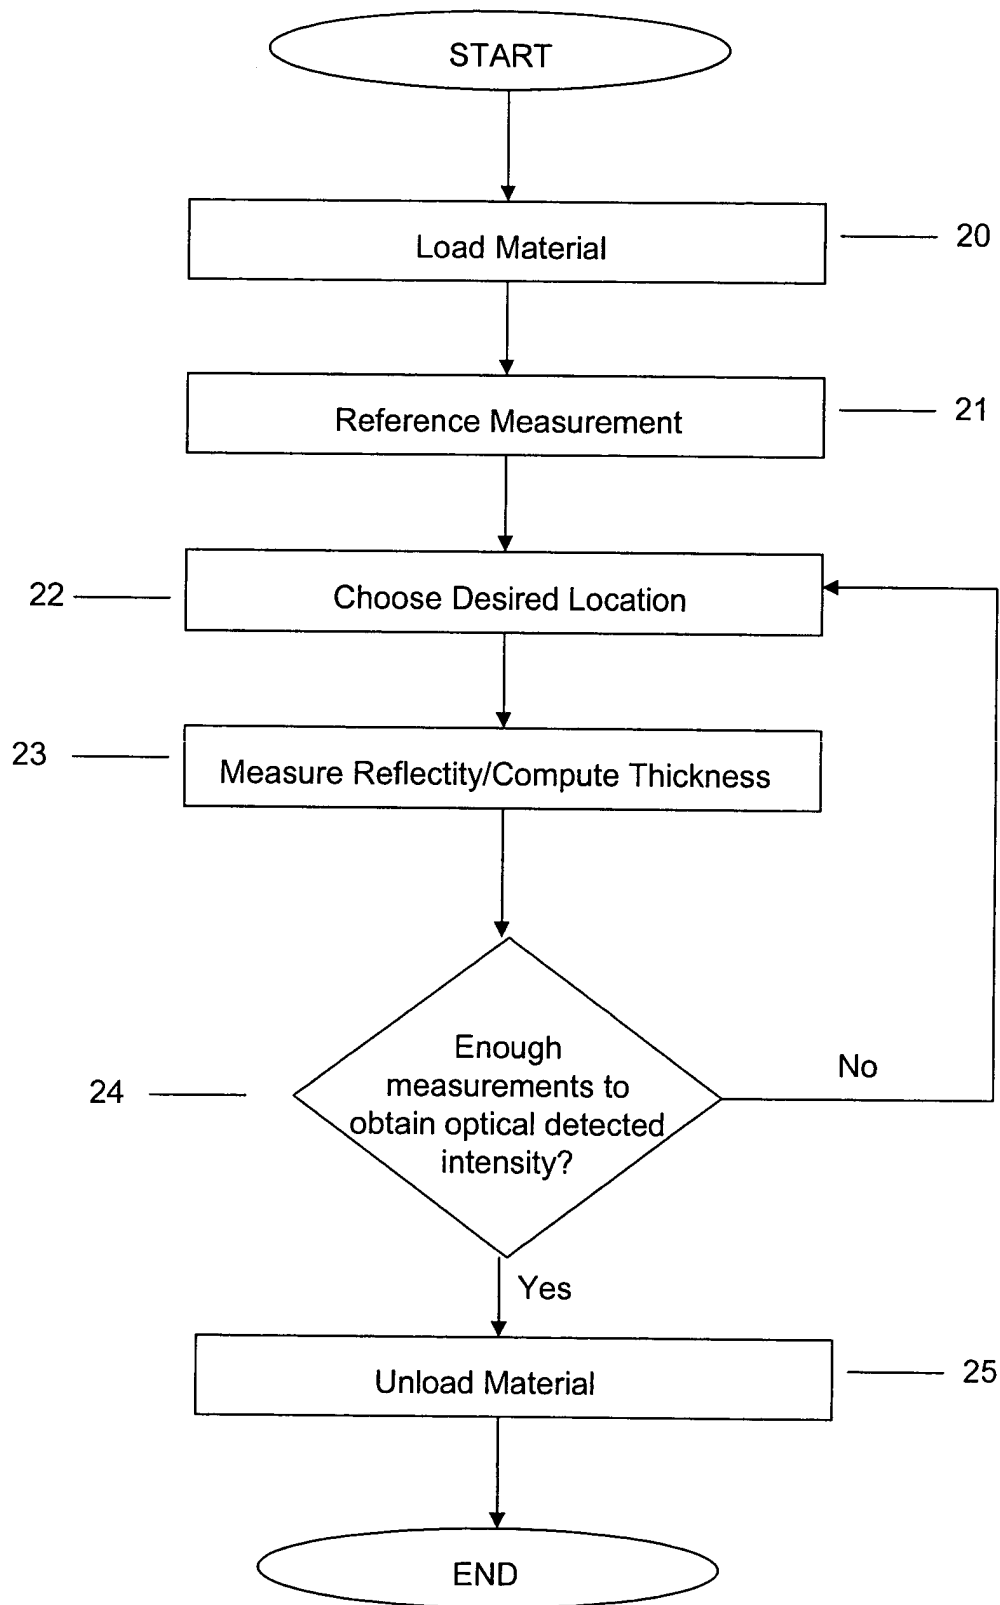 START
Load Material
20
Reference Measurement
21
22
Choose Desired Location
23
Measure Reflectity/Compute Thickness
24
Enough
measurements to
obtain optical detected
intensity?
No
Yes
Unload Material
25
END